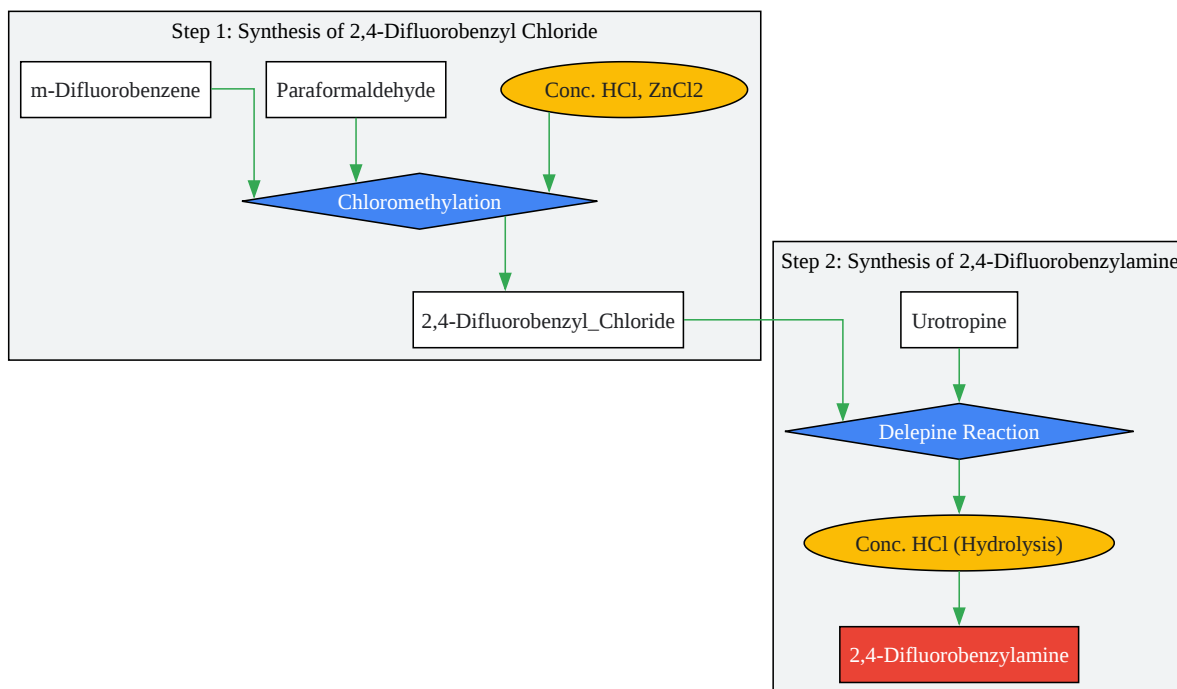 Step 1: Synthesis of 2,4-Difluorobenzyl Chloride
m-Difluorobenzene
Paraformaldehyde
Conc. HCl, ZnCl2
Chloromethylation
2,4-Difluorobenzyl_Chloride
Step 2: Synthesis of 2,4-Difluorobenzylamine
Urotropine
Delepine Reaction
Conc. HCl (Hydrolysis)
2,4-Difluorobenzylamine